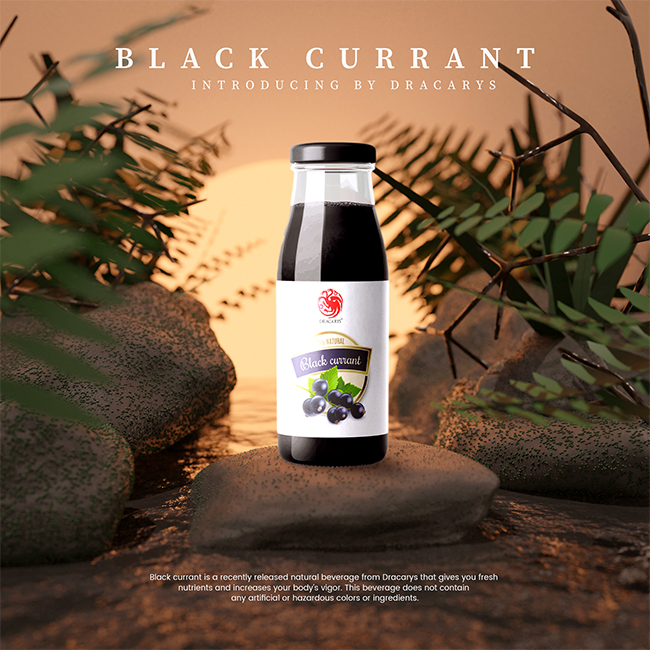 BLACK CURRANT
INTRODUCING BY DRACARYS
DRACARYS
NATURAL
Black currant
Black currant is a recently released natural beverage from Dracarys that gives you fresh
nutrients and increases your body's vigor. This beverage does not contain
any artificial or hazardous colors or ingredients.